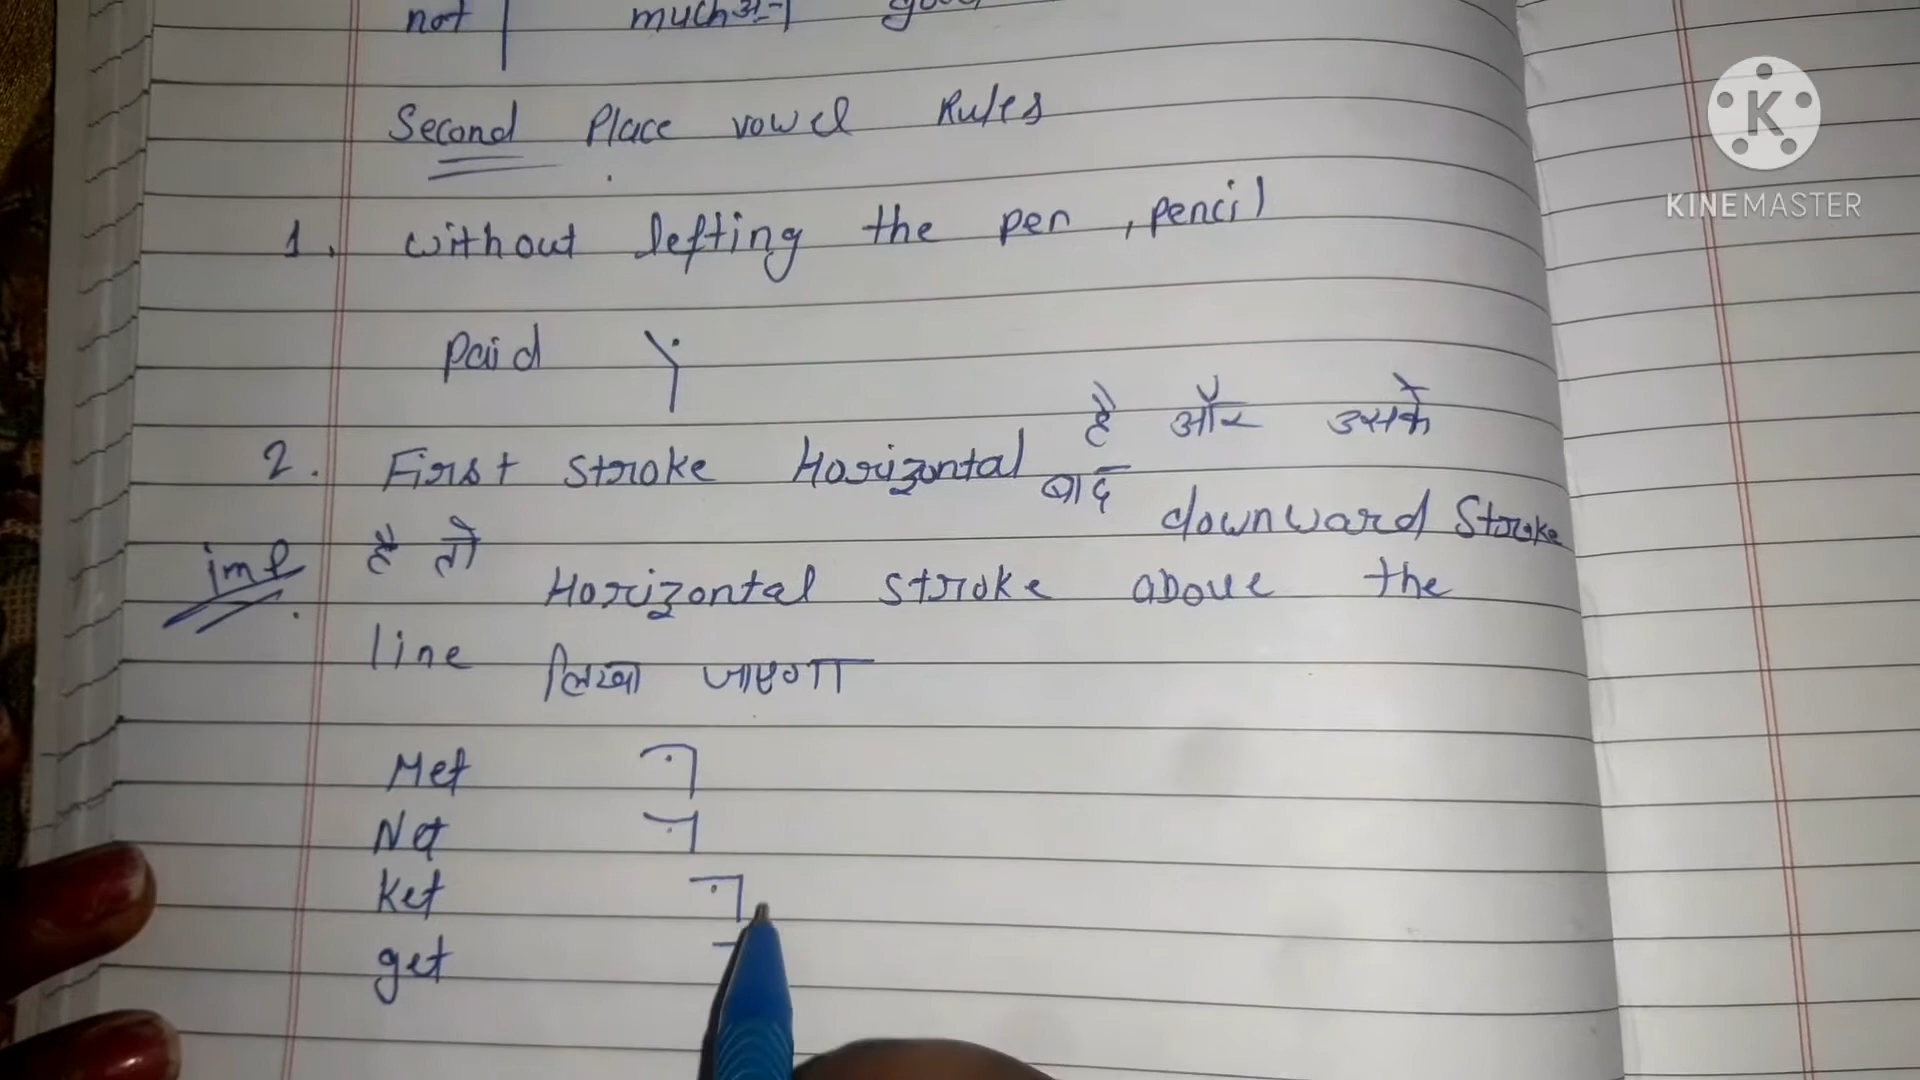 not much
Second Place vowel Rules
1. without lefting the pen, pencil
Paid
2. First Stroke Horizontal है और उसके
बाद downward Stroke
imp है तो Horizontal stroke above the
line लिखा जाएगा
Met
Net
Ket
get
K
KINEMASTER